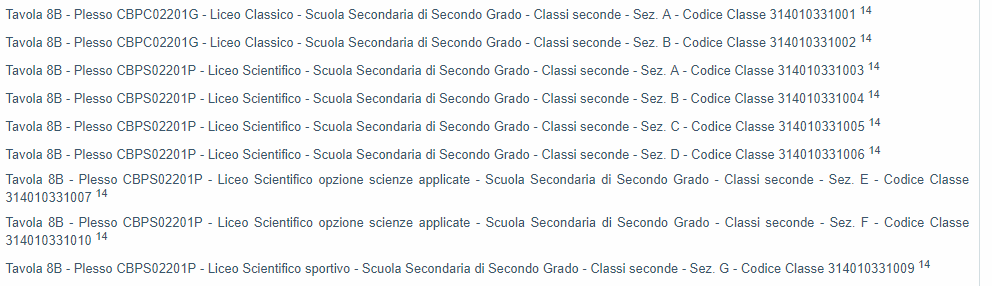 Tavola 8B - Plesso CBPC02201G - Liceo Classico - Scuola Secondaria di Secondo Grado - Classi seconde - Sez. A - Codice Classe 314010331001 14
Tavola 8B - Plesso CBPC02201G - Liceo Classico - Scuola Secondaria di Secondo Grado - Classi seconde - Sez. B - Codice Classe 314010331002 14
Tavola 8B - Plesso CBPS02201P - Liceo Scientifico - Scuola Secondaria di Secondo Grado - Classi seconde - Sez. A - Codice Classe 314010331003 14
Tavola 8B - Plesso CBPS02201P - Liceo Scientifico - Scuola Secondaria di Secondo Grado - Classi seconde - Sez. B - Codice Classe 314010331004 14
Tavola 8B - Plesso CBPS02201P - Liceo Scientifico - Scuola Secondaria di Secondo Grado - Classi seconde - Sez. C - Codice Classe 314010331005 14
Tavola 8B - Plesso CBPS02201P - Liceo Scientifico - Scuola Secondaria di Secondo Grado - Classi seconde - Sez. D - Codice Classe 314010331006 14
Tavola 8B - Plesso CBPS02201P - Liceo Scientifico opzione scienze applicate - Scuola Secondaria di Secondo Grado - Classi seconde - Sez. E - Codice Classe
314010331007 14
Tavola 8B - Plesso CBPS02201P - Liceo Scientifico opzione scienze applicate - Scuola Secondaria di Secondo Grado - Classi seconde - Sez. F - Codice Classe
314010331010 14
Tavola 8B - Plesso CBPS02201P - Liceo Scientifico sportivo - Scuola Secondaria di Secondo Grado - Classi seconde - Sez. G - Codice Classe 314010331009 14